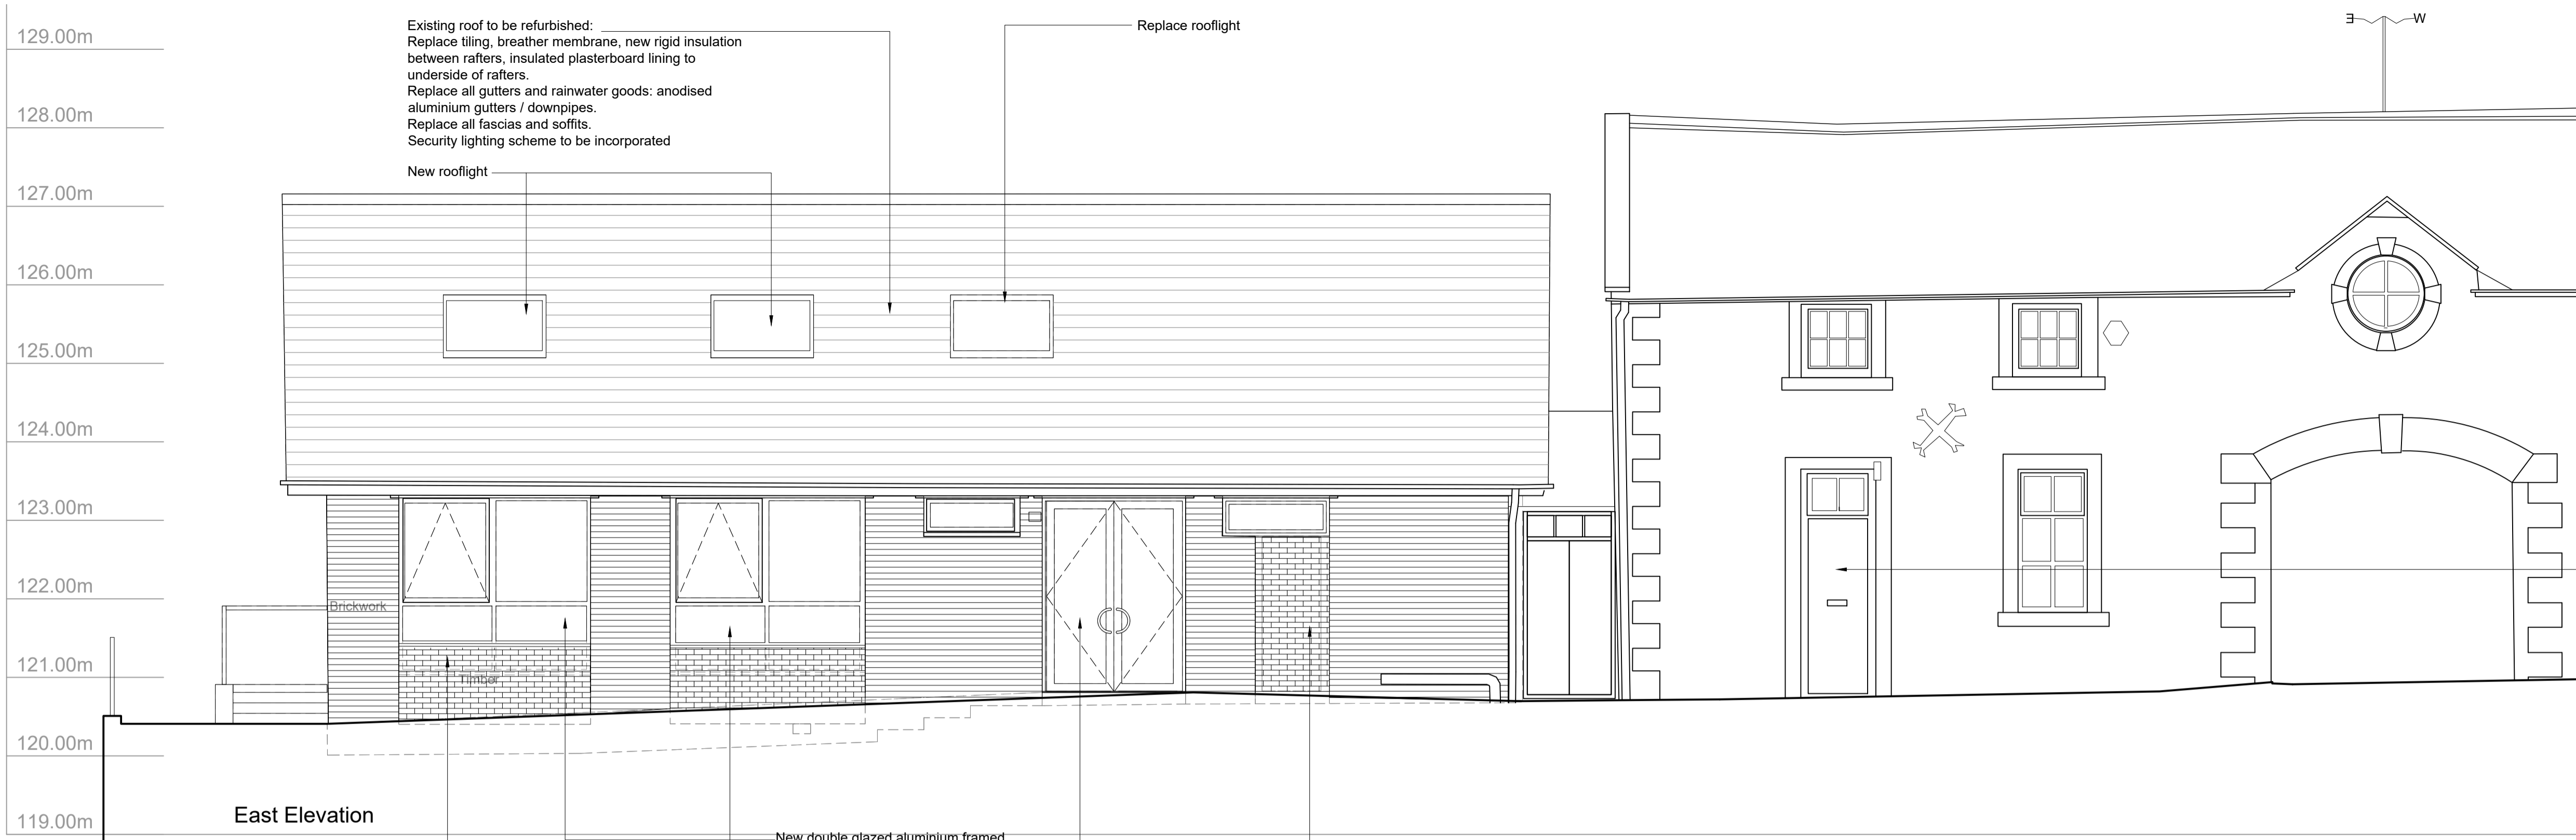 129.00m
128.00m
127.00m
126.00m
125.00m
124.00m
123.00m
122.00m
121.00m
120.00m
119.00m
Existing roof to be refurbished:
Replace tiling, breather membrane, new rigid insulation
between rafters, insulated plasterboard lining to
underside of rafters.
Replace all gutters and rainwater goods: anodised
aluminium gutters / downpipes.
Replace all fascias and soffits.
Security lighting scheme to be incorporated
New rooflight
Replace rooflight
E W
Brickwork
Timber
East Elevation
New double glazed aluminium framed